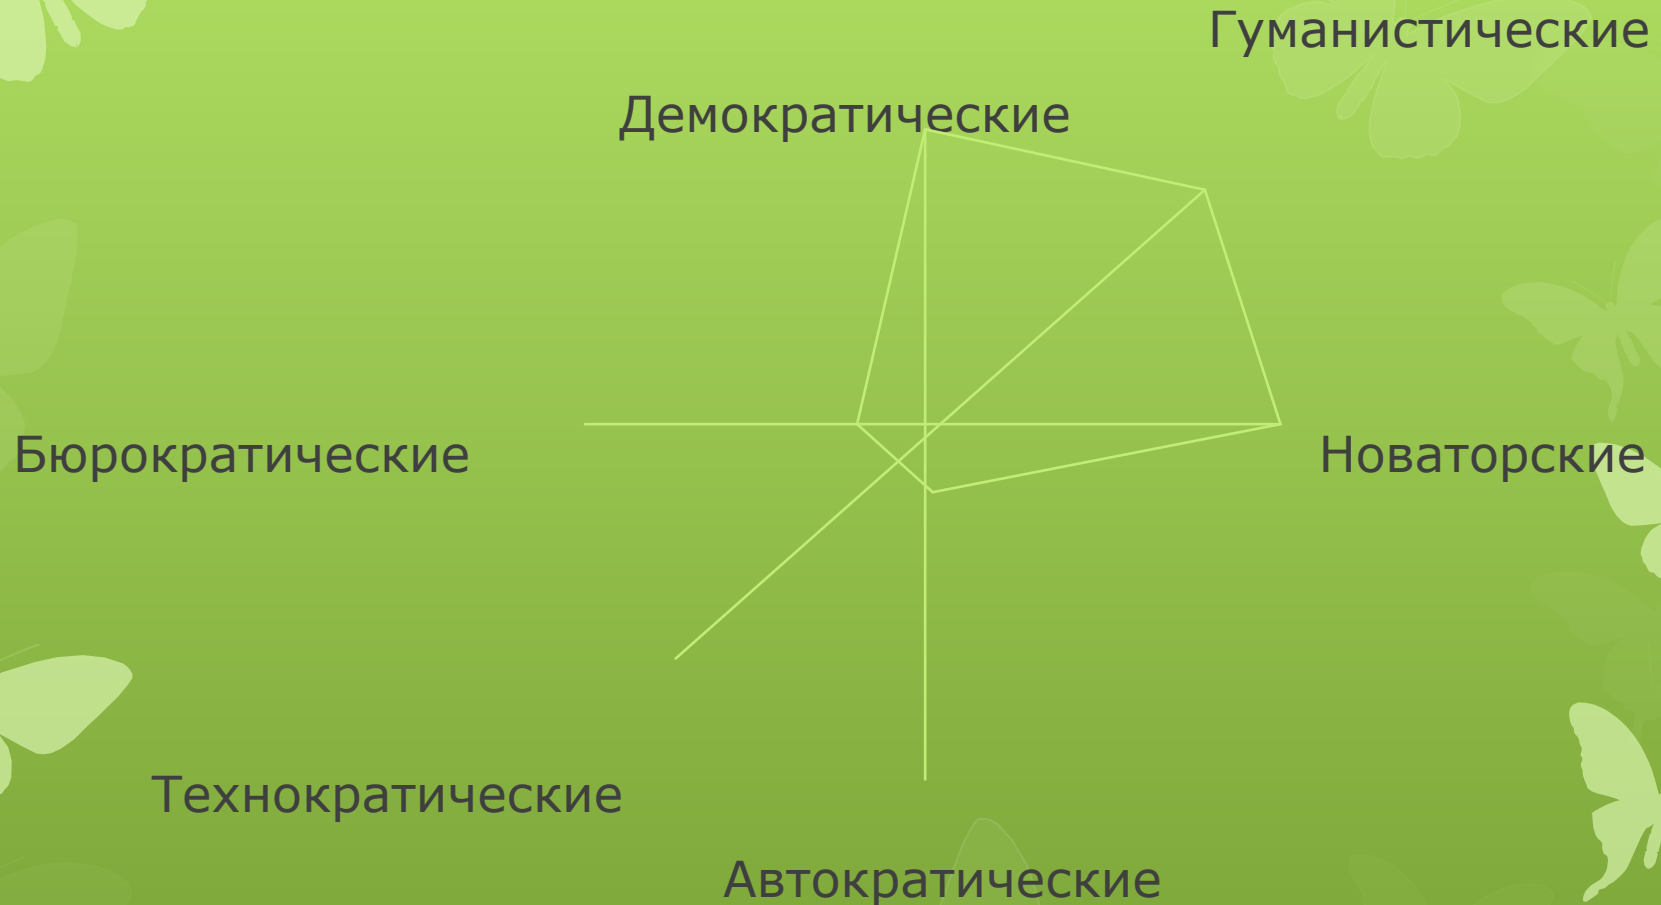 Гуманистические
Демократические
Бюрократические
Новаторские
Технократические
Автократические